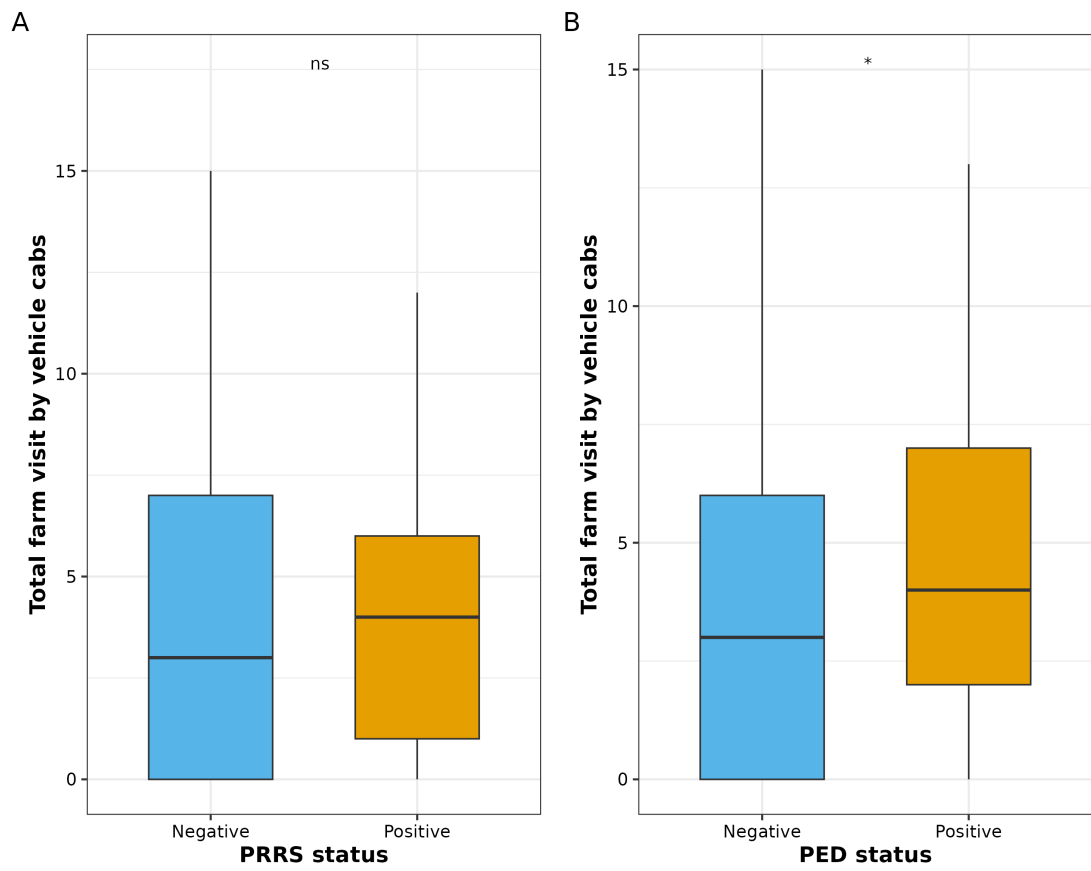 A
ns
15
10
5
0
Total farm visit by vehicle cabs
Negative
Positive
PRRS status
B
*
15
10
5
0
Total farm visit by vehicle cabs
Negative
Positive
PED status